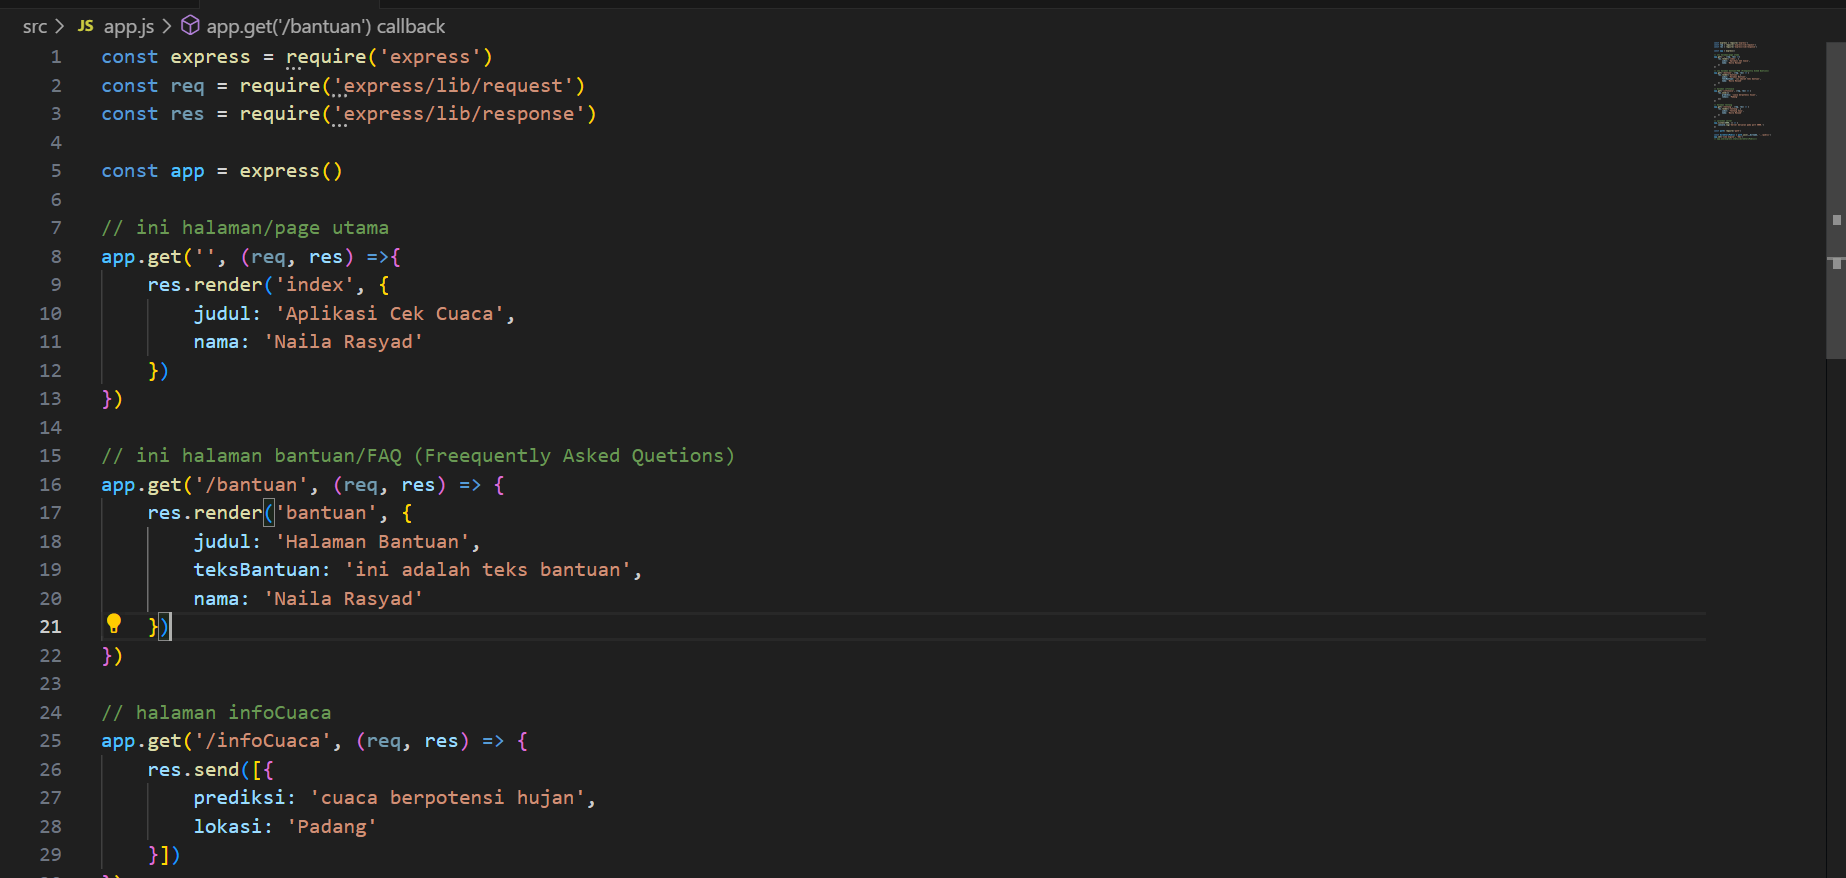 src > JS app.js > app.get('/bantuan') callback
1 const express = require('express')
2 const req = require('express/lib/request')
3 const res = require('express/lib/response')
4
5 const app = express()
6
7 // ini halaman/page utama
8 app.get('', (req, res) =>{
9     res.render('index', {
10         judul: 'Aplikasi Cek Cuaca',
11         nama: 'Naila Rasyad'
12     })
13 })
14
15 // ini halaman bantuan/FAQ (Freequently Asked Quetions)
16 app.get('/bantuan', (req, res) => {
17     res.render('bantuan', {
18         judul: 'Halaman Bantuan',
19         teksBantuan: 'ini adalah teks bantuan',
20         nama: 'Naila Rasyad'
21     })
22 })
23
24 // halaman infoCuaca
25 app.get('/infoCuaca', (req, res) => {
26     res.send([{
27         prediksi: 'cuaca berpotensi hujan',
28         lokasi: 'Padang'
29     }])